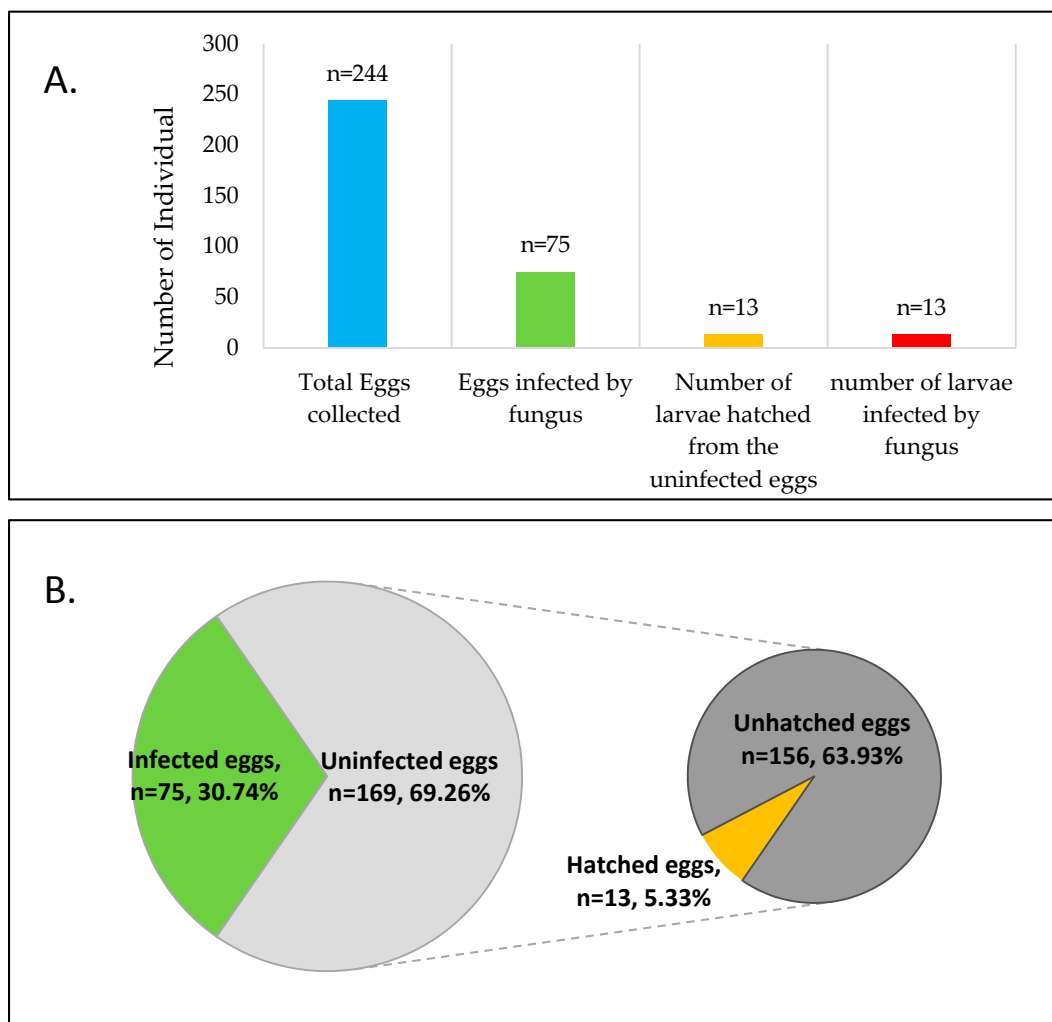 A.
Number of Individual
300
250
200
150
100
50
0
n=244
n=75
n=13
n=13
Total Eggs
collected
Eggs infected by
fungus
Number of
larvae hatched
from the
uninfected eggs
number of larvae
infected by
fungus
B.
Infected eggs,
n=75, 30.74%
Uninfected eggs
n=169, 69.26%
Unhatched eggs
n=156, 63.93%
Hatched eggs,
n=13, 5.33%